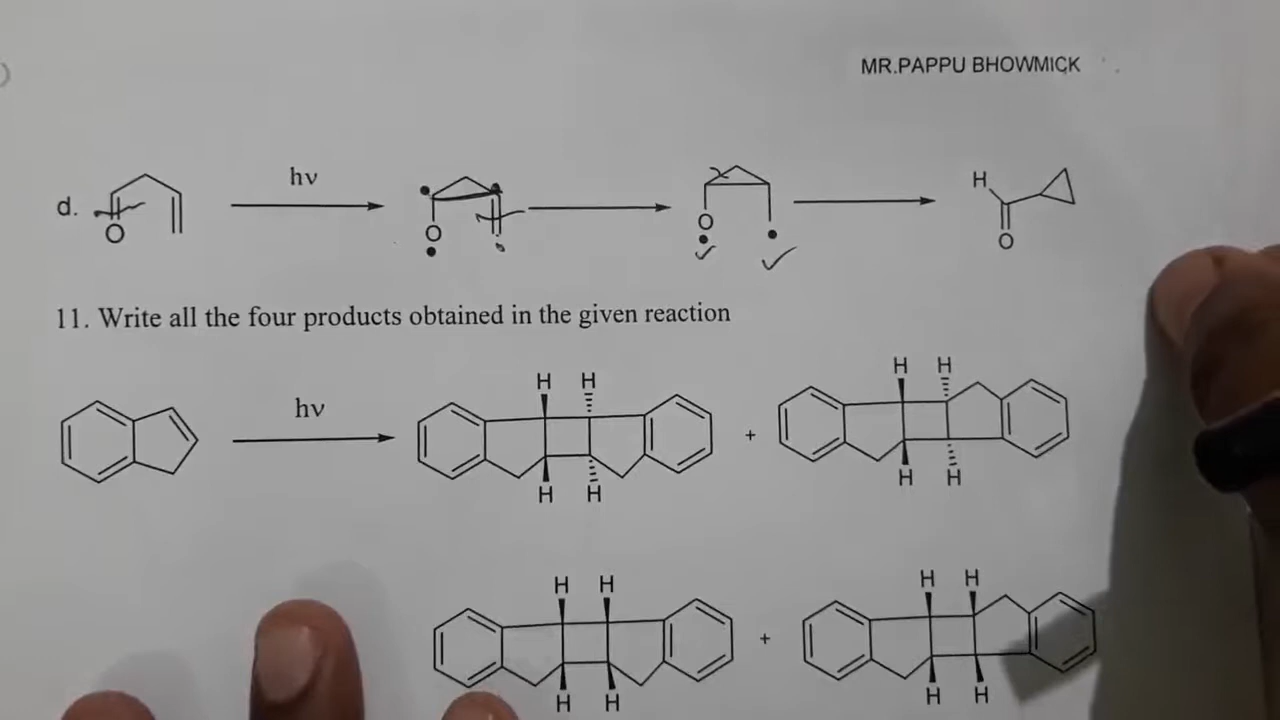 MR.PAPPU BHOWMICK
d.
hν
H
O
O
O
O
11. Write all the four products obtained in the given reaction
hν
H H
H H
+
H H
H H
H H
H H
+
H H
H H